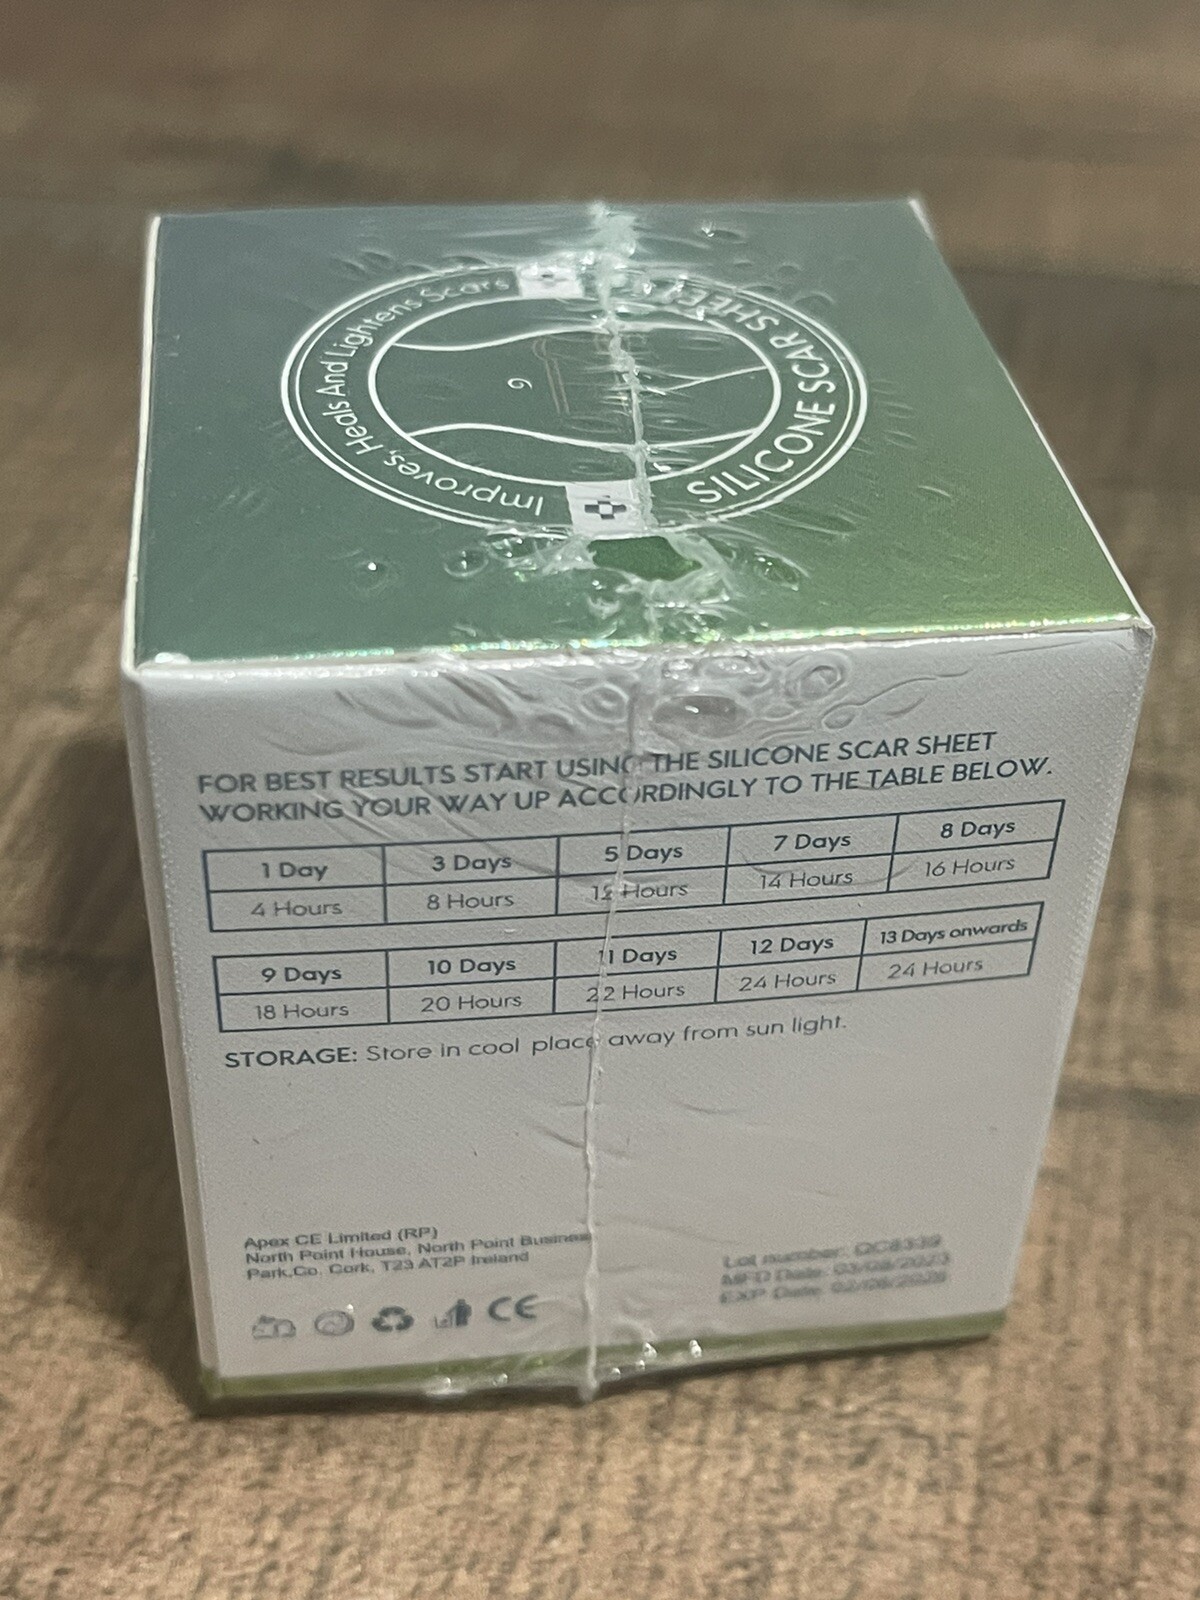 Improves, Heals And Lightens Scars
SILICONE SCAR SHEETS
FOR BEST RESULTS START USING THE SILICONE SCAR SHEET
WORKING YOUR WAY UP ACCORDINGLY TO THE TABLE BELOW.
1 Day 3 Days 5 Days 7 Days 8 Days
4 Hours 8 Hours 12 Hours 14 Hours 16 Hours
9 Days 10 Days 11 Days 12 Days 13 Days onwards
18 Hours 20 Hours 22 Hours 24 Hours 24 Hours
STORAGE: Store in cool place away from sun light.
Apex CE Limited (RP)
North Point House, North Point Business
Park,Co. Cork, T23 AT2P Ireland
CE
Lot number:
MFD Date:
EXP Date: